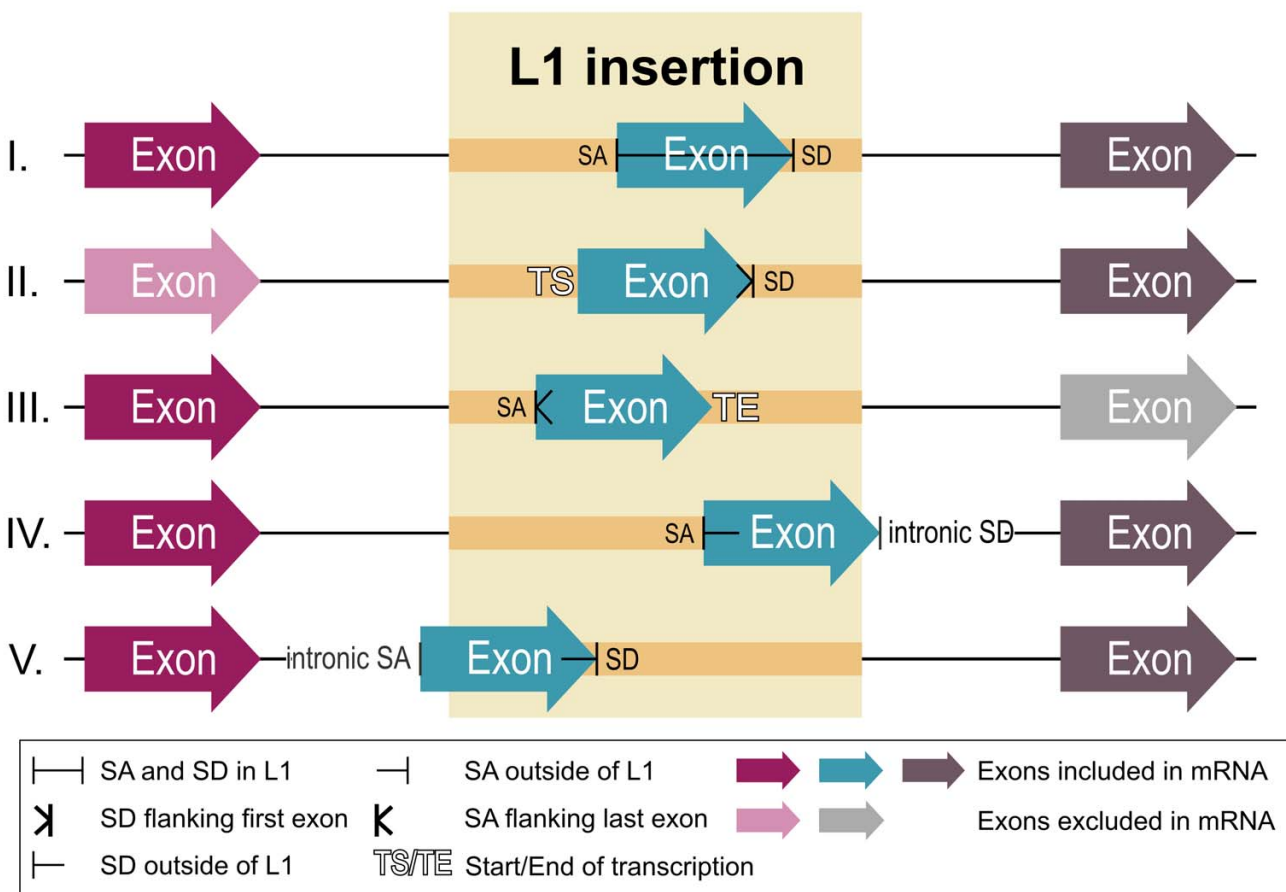 L1 insertion
I. Exon SA Exon SD Exon
II. Exon TS Exon SD Exon
III. Exon SA Exon TE Exon
IV. Exon SA Exon intronic SD Exon
V. Exon intronic SA Exon SD Exon
SA and SD in L1 SA outside of L1 Exons included in mRNA
SD flanking first exon SA flanking last exon Exons excluded in mRNA
SD outside of L1 TS/TE Start/End of transcription